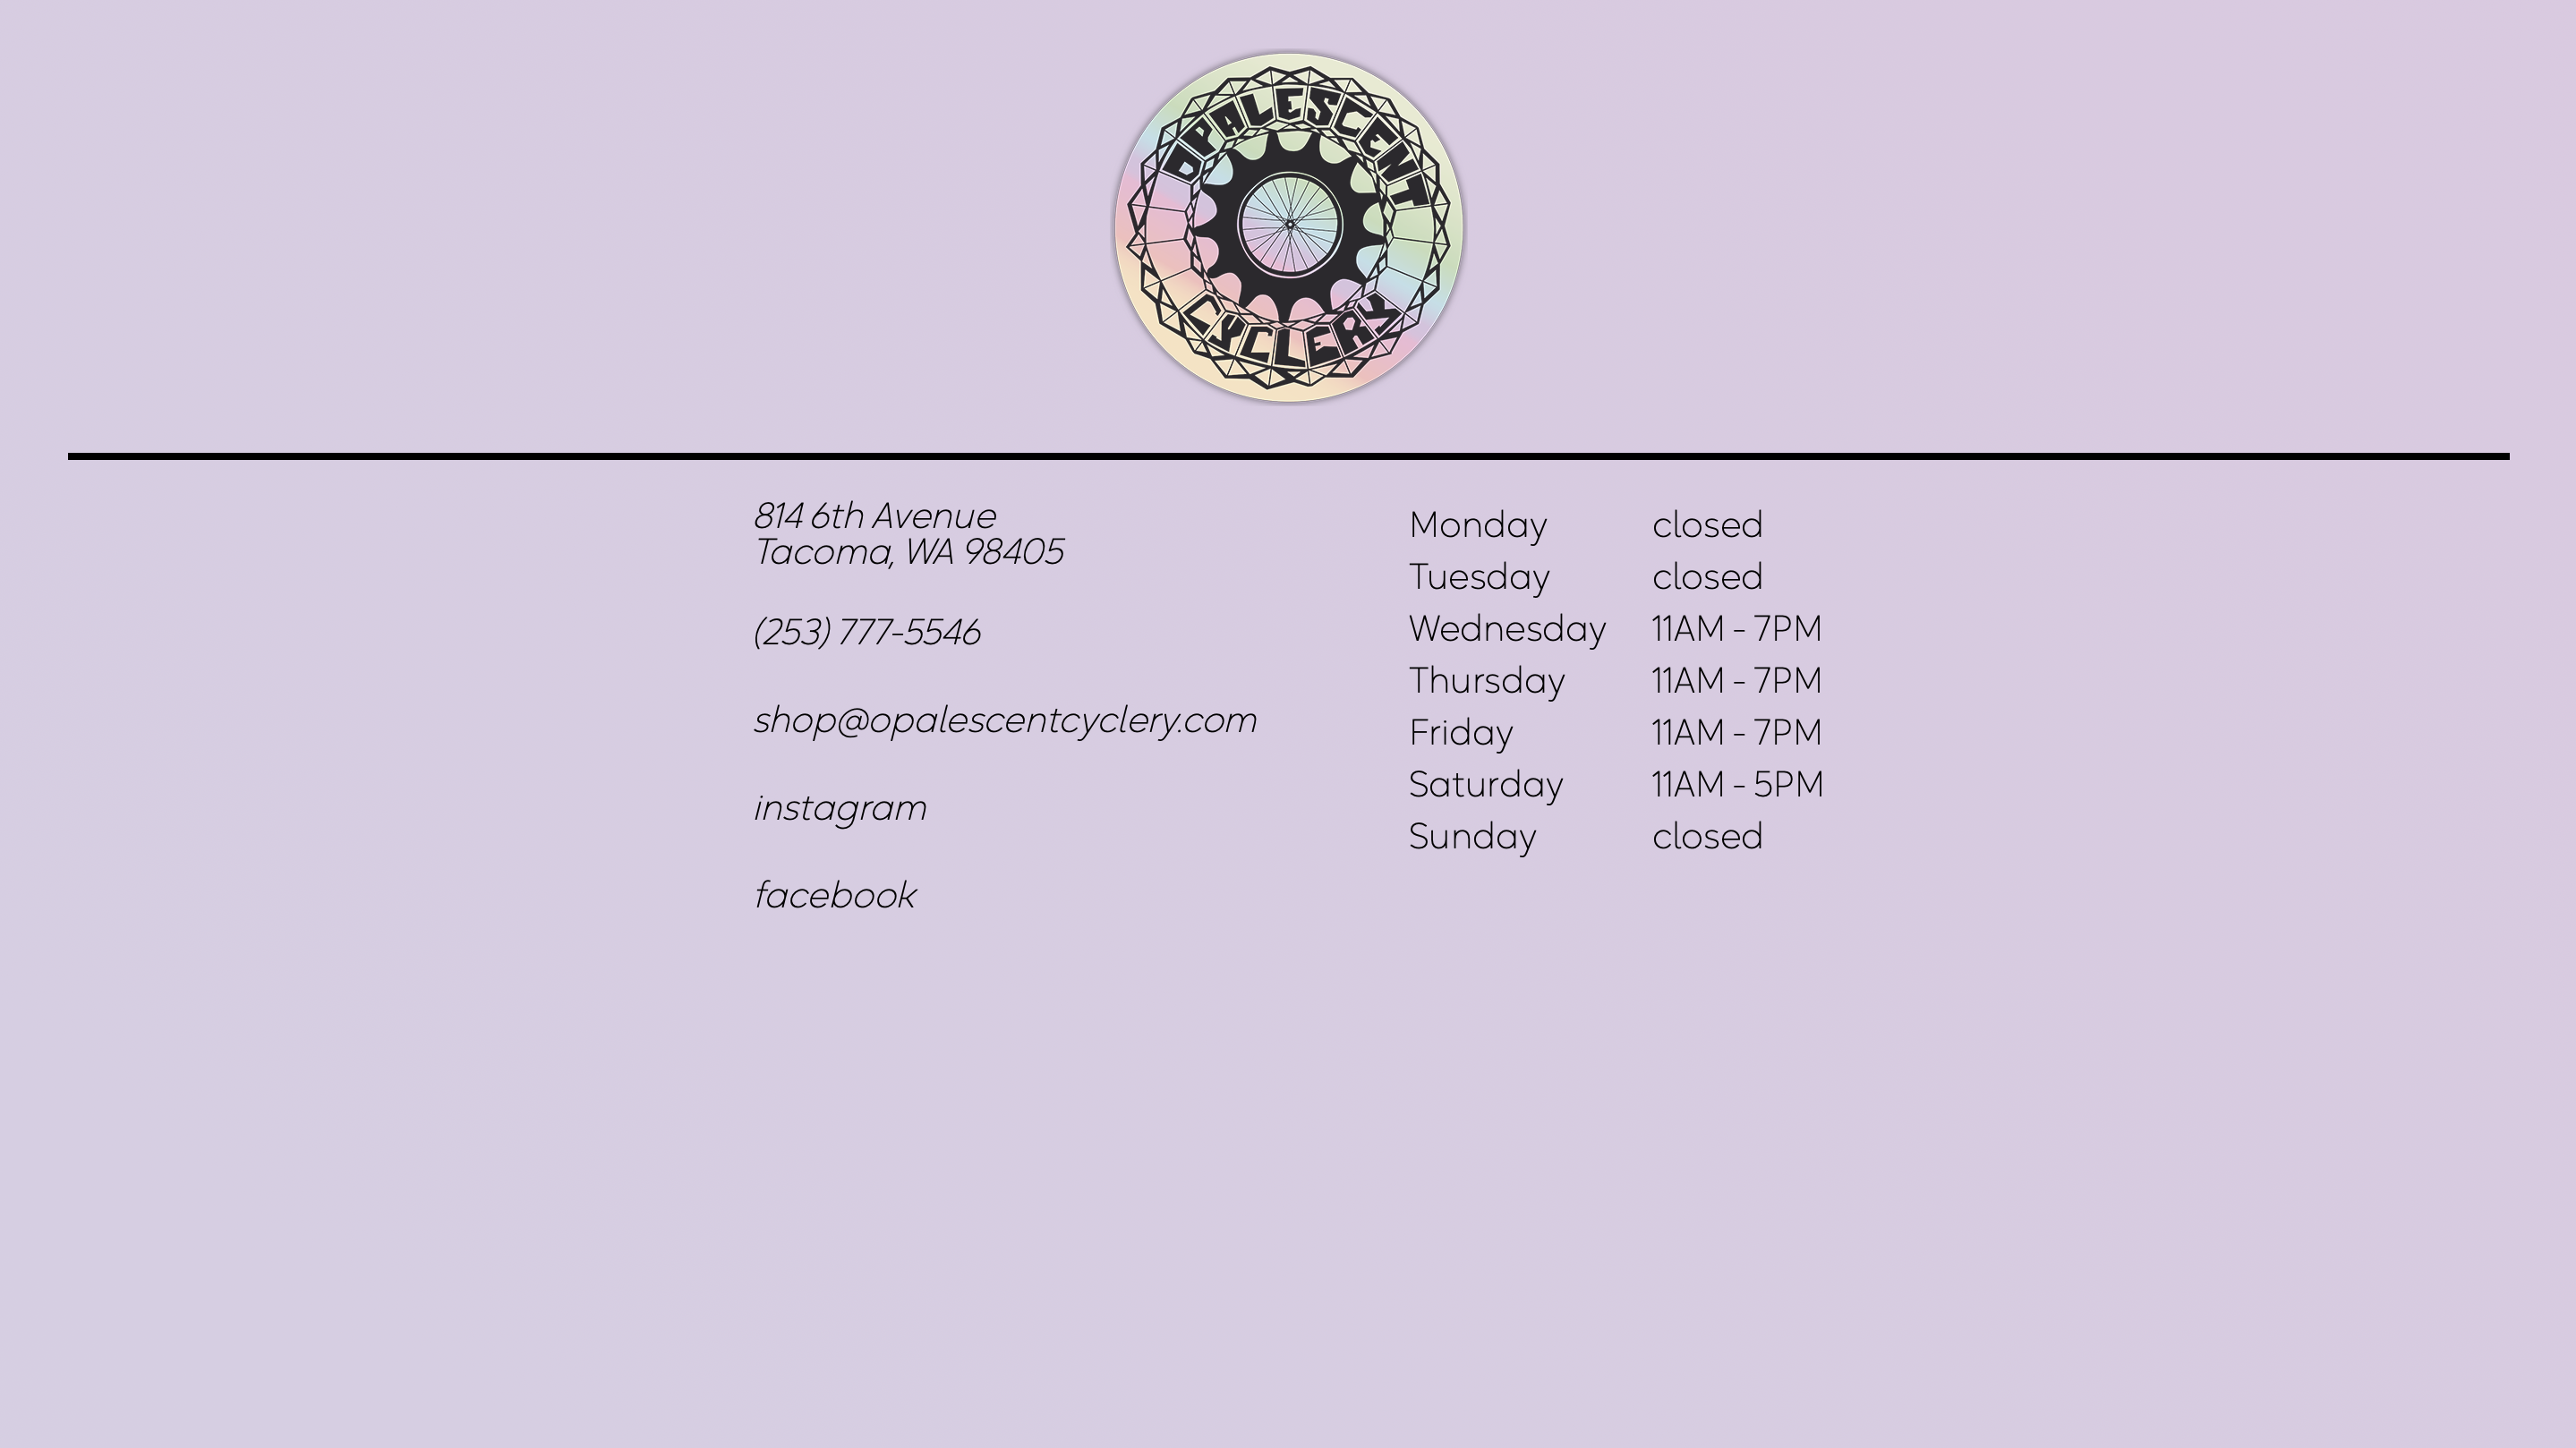 OPALESCENT
CYCLERY
814 6th Avenue
Tacoma, WA 98405
(253) 777-5546
shop@opalescentcyclery.com
instagram
facebook
Monday closed
Tuesday closed
Wednesday 11AM - 7PM
Thursday 11AM - 7PM
Friday 11AM - 7PM
Saturday 11AM - 5PM
Sunday closed